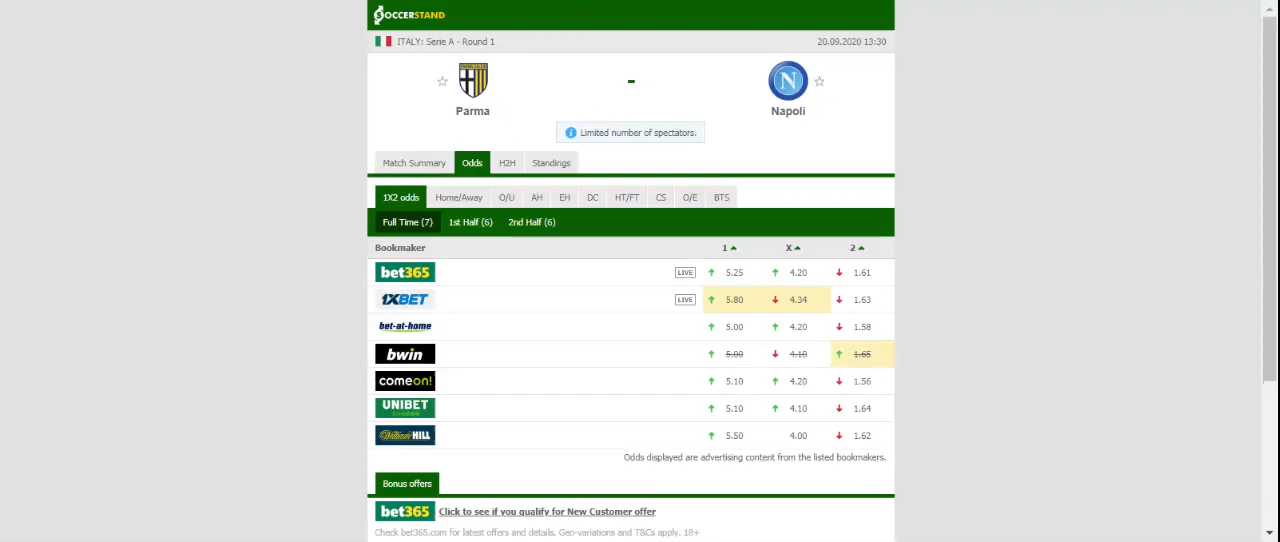 SOCCERSTAND
ITALY: Serie A - Round 1 20.09.2020 13:30
Parma - Napoli
Limited number of spectators.
Match Summary Odds H2H Standings
1X2 odds Home/Away O/U AH EH DC HT/FT CS O/E BTS
Full Time (7) 1st Half (6) 2nd Half (6)
Bookmaker 1 X 2
bet365 LIVE 5.25 4.20 1.61
1XBET LIVE 5.80 4.34 1.63
bet-at-home 5.00 4.20 1.58
bwin 5.00 4.10 1.65
comeon! 5.10 4.20 1.56
UNIBET 5.10 4.10 1.64
William HILL 5.50 4.00 1.62
Odds displayed are advertising content from the listed bookmakers.
Bonus offers
bet365 Click to see if you qualify for New Customer offer
Check bet365.com for latest offers and details. Geo-variations and T&Cs apply. 18+